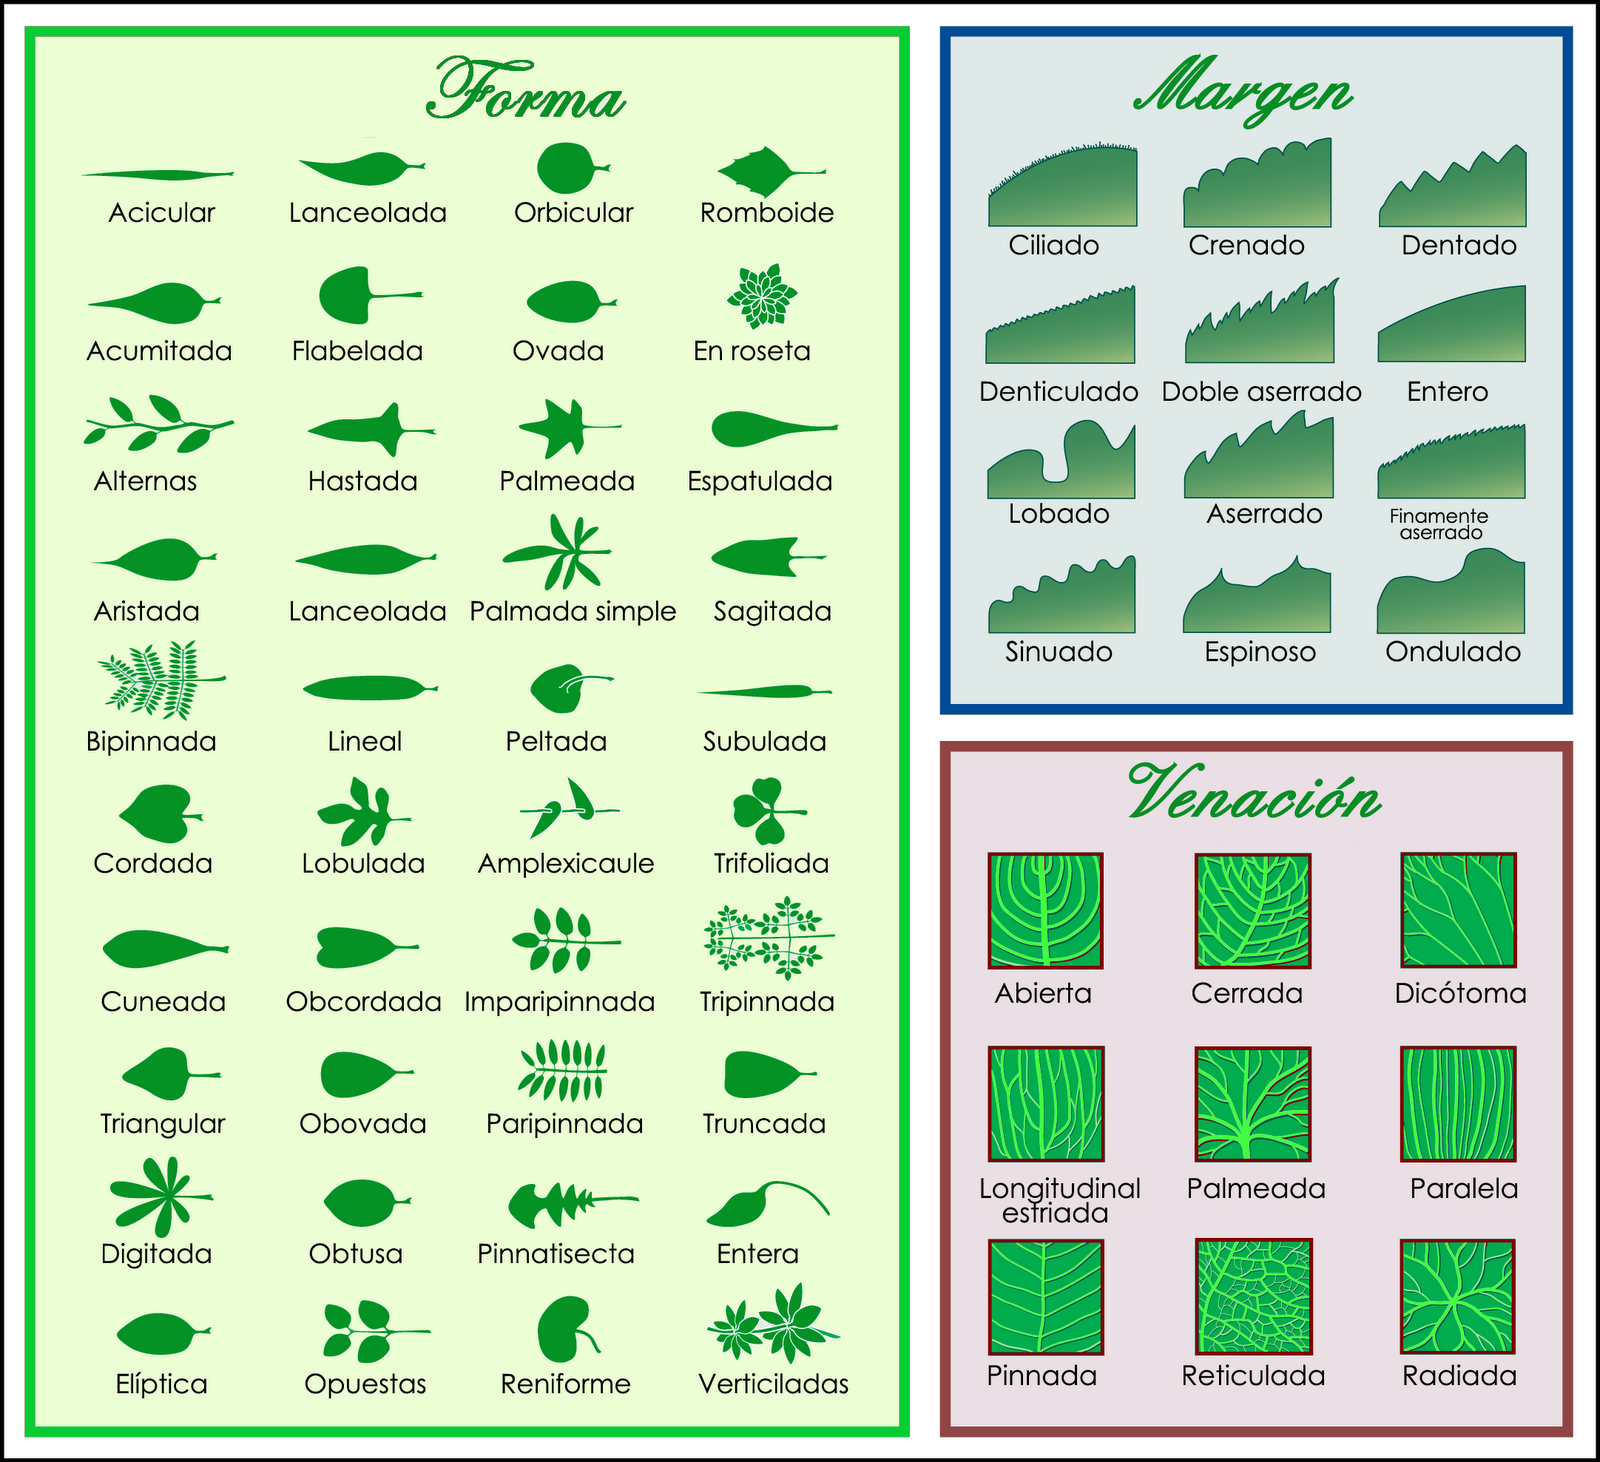 Forma
Acicular
Lanceolada
Orbicular
Romboide
Acumitada
Flabelada
Ovada
En roseta
Alternas
Hastada
Palmeada
Espatulada
Aristada
Lanceolada
Palmada simple
Sagitada
Bipinnada
Lineal
Peltada
Subulada
Cordada
Lobulada
Amplexicaule
Trifoliada
Cuneada
Obcordada
Imparipinnada
Tripinnada
Triangular
Obovada
Paripinnada
Truncada
Digitada
Obtusa
Pinnatisecta
Entera
Elíptica
Opuestas
Reniforme
Verticiladas
Margen
Ciliado
Crenado
Dentado
Denticulado
Doble aserrado
Entero
Lobado
Aserrado
Finamente
aserrado
Sinuado
Espinoso
Ondulado
Venación
Abierta
Cerrada
Dicótoma
Longitudinal
estriada
Palmeada
Paralela
Pinnada
Reticulada
Radiada